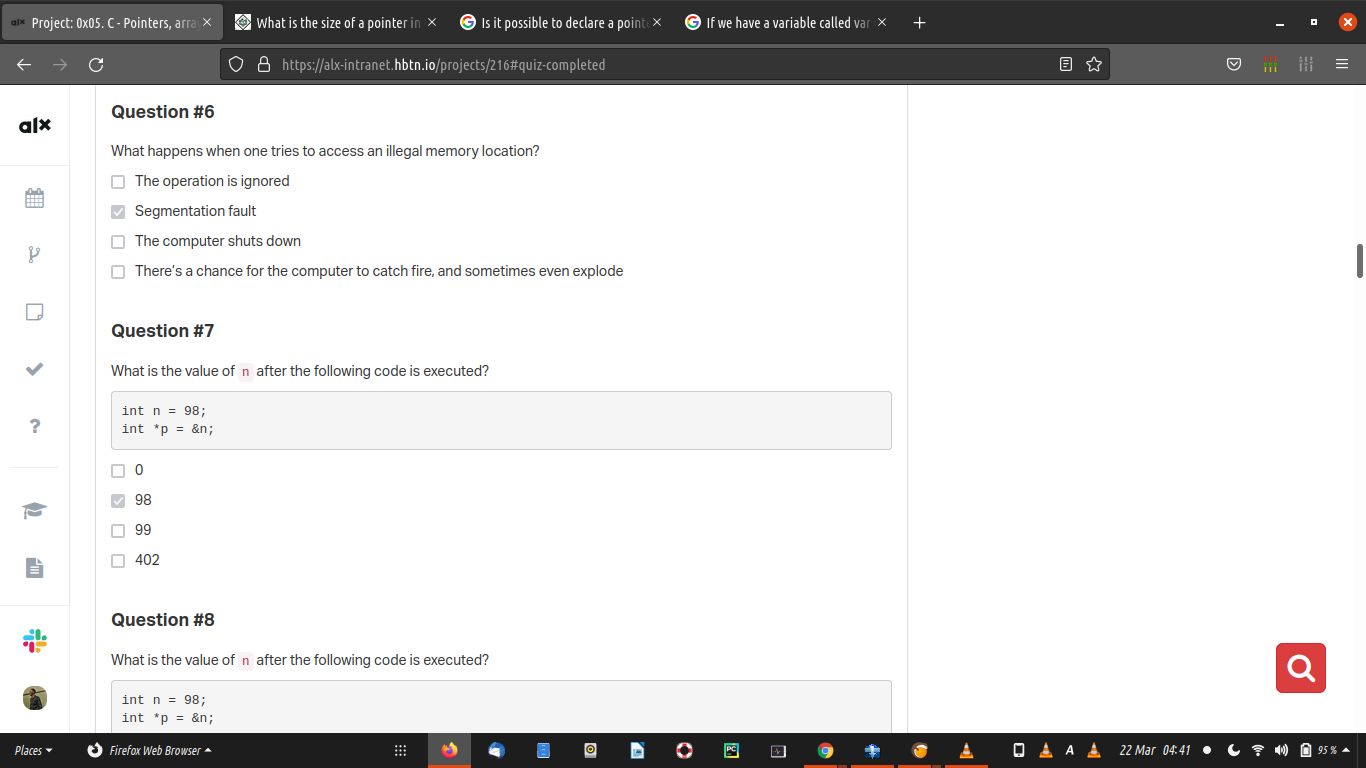 alx Project: 0x05. C - Pointers, arra
What is the size of a pointer in
Is it possible to declare a point
If we have a variable called var
https://alx-intranet.hbtn.io/projects/216#quiz-completed
alx
Question #6
What happens when one tries to access an illegal memory location?
The operation is ignored
Segmentation fault
The computer shuts down
There's a chance for the computer to catch fire, and sometimes even explode
Question #7
What is the value of n after the following code is executed?
int n = 98;
int *p = &n;
0
98
99
402
?
Question #8
What is the value of n after the following code is executed?
int n = 98;
int *p = &n;
Places
Firefox Web Browser
PC
A
22 Mar 04:41
95 %